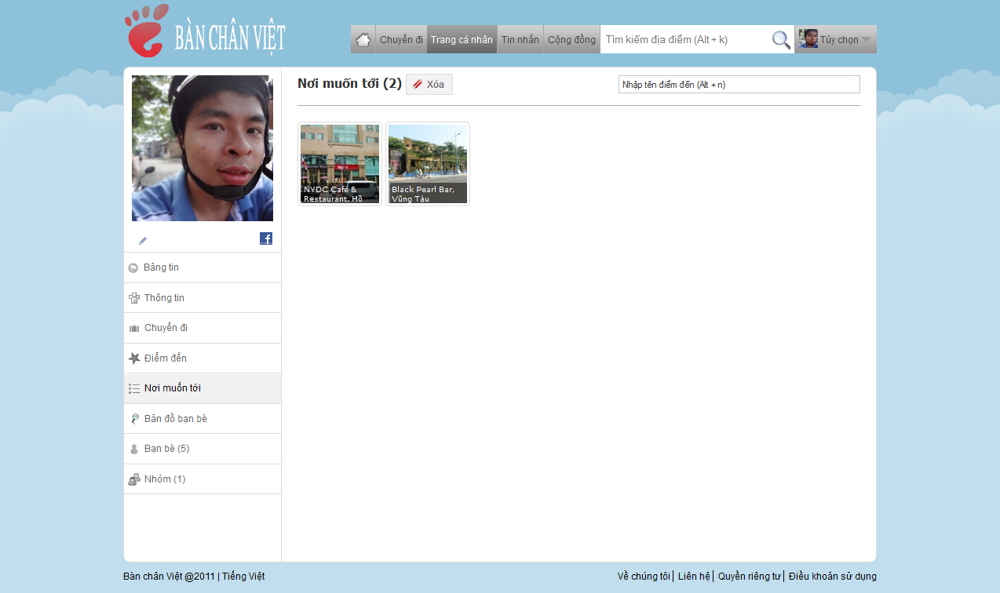 BÀN CHÂN VIỆT
Chuyến đi
Trang cá nhân
Tin nhắn
Cộng đồng
Tìm kiếm địa điểm (Alt + k)
Tùy chọn
Nơi muốn tới (2)
Xóa
Nhập tên điểm đến (Alt + n)
NYDC Café &
Restaurant, Hồ
Black Pearl Bar,
Vũng Tàu
Bảng tin
Thông tin
Chuyến đi
Điểm đến
Nơi muốn tới
Bản đồ bạn bè
Bạn bè (5)
Nhóm (1)
Bàn chân Việt @2011 | Tiếng Việt
Về chúng tôi | Liên hệ | Quyền riêng tư | Điều khoản sử dụng